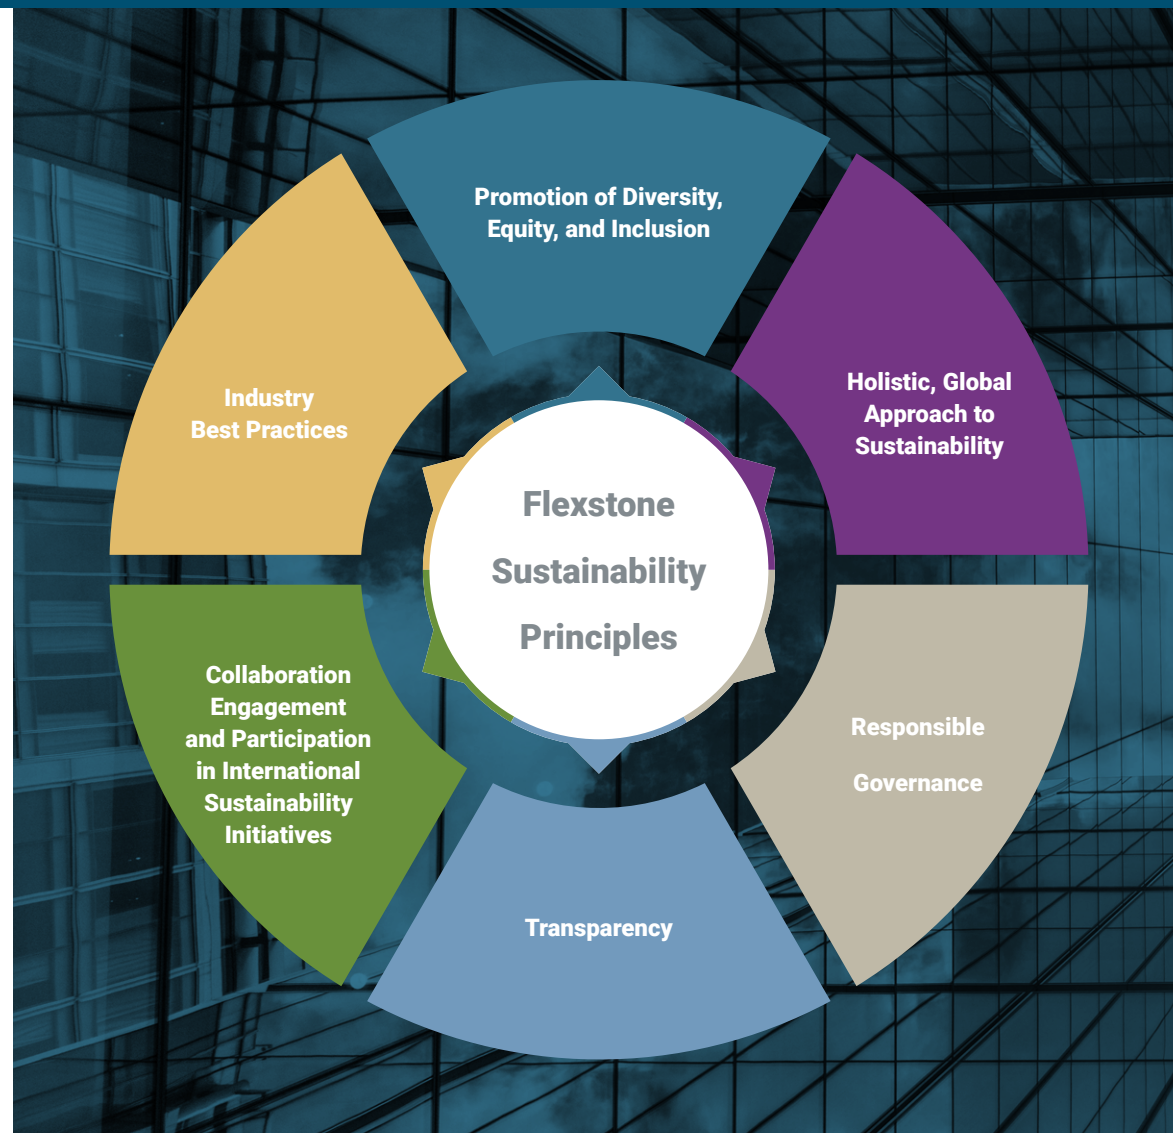 Promotion of Diversity,
Equity, and Inclusion
Holistic, Global
Approach to
Sustainability
Industry
Best Practices
Flexstone
Sustainability
Principles
Collaboration
Engagement
and Participation
in International
Sustainability
Initiatives
Responsible
Governance
Transparency